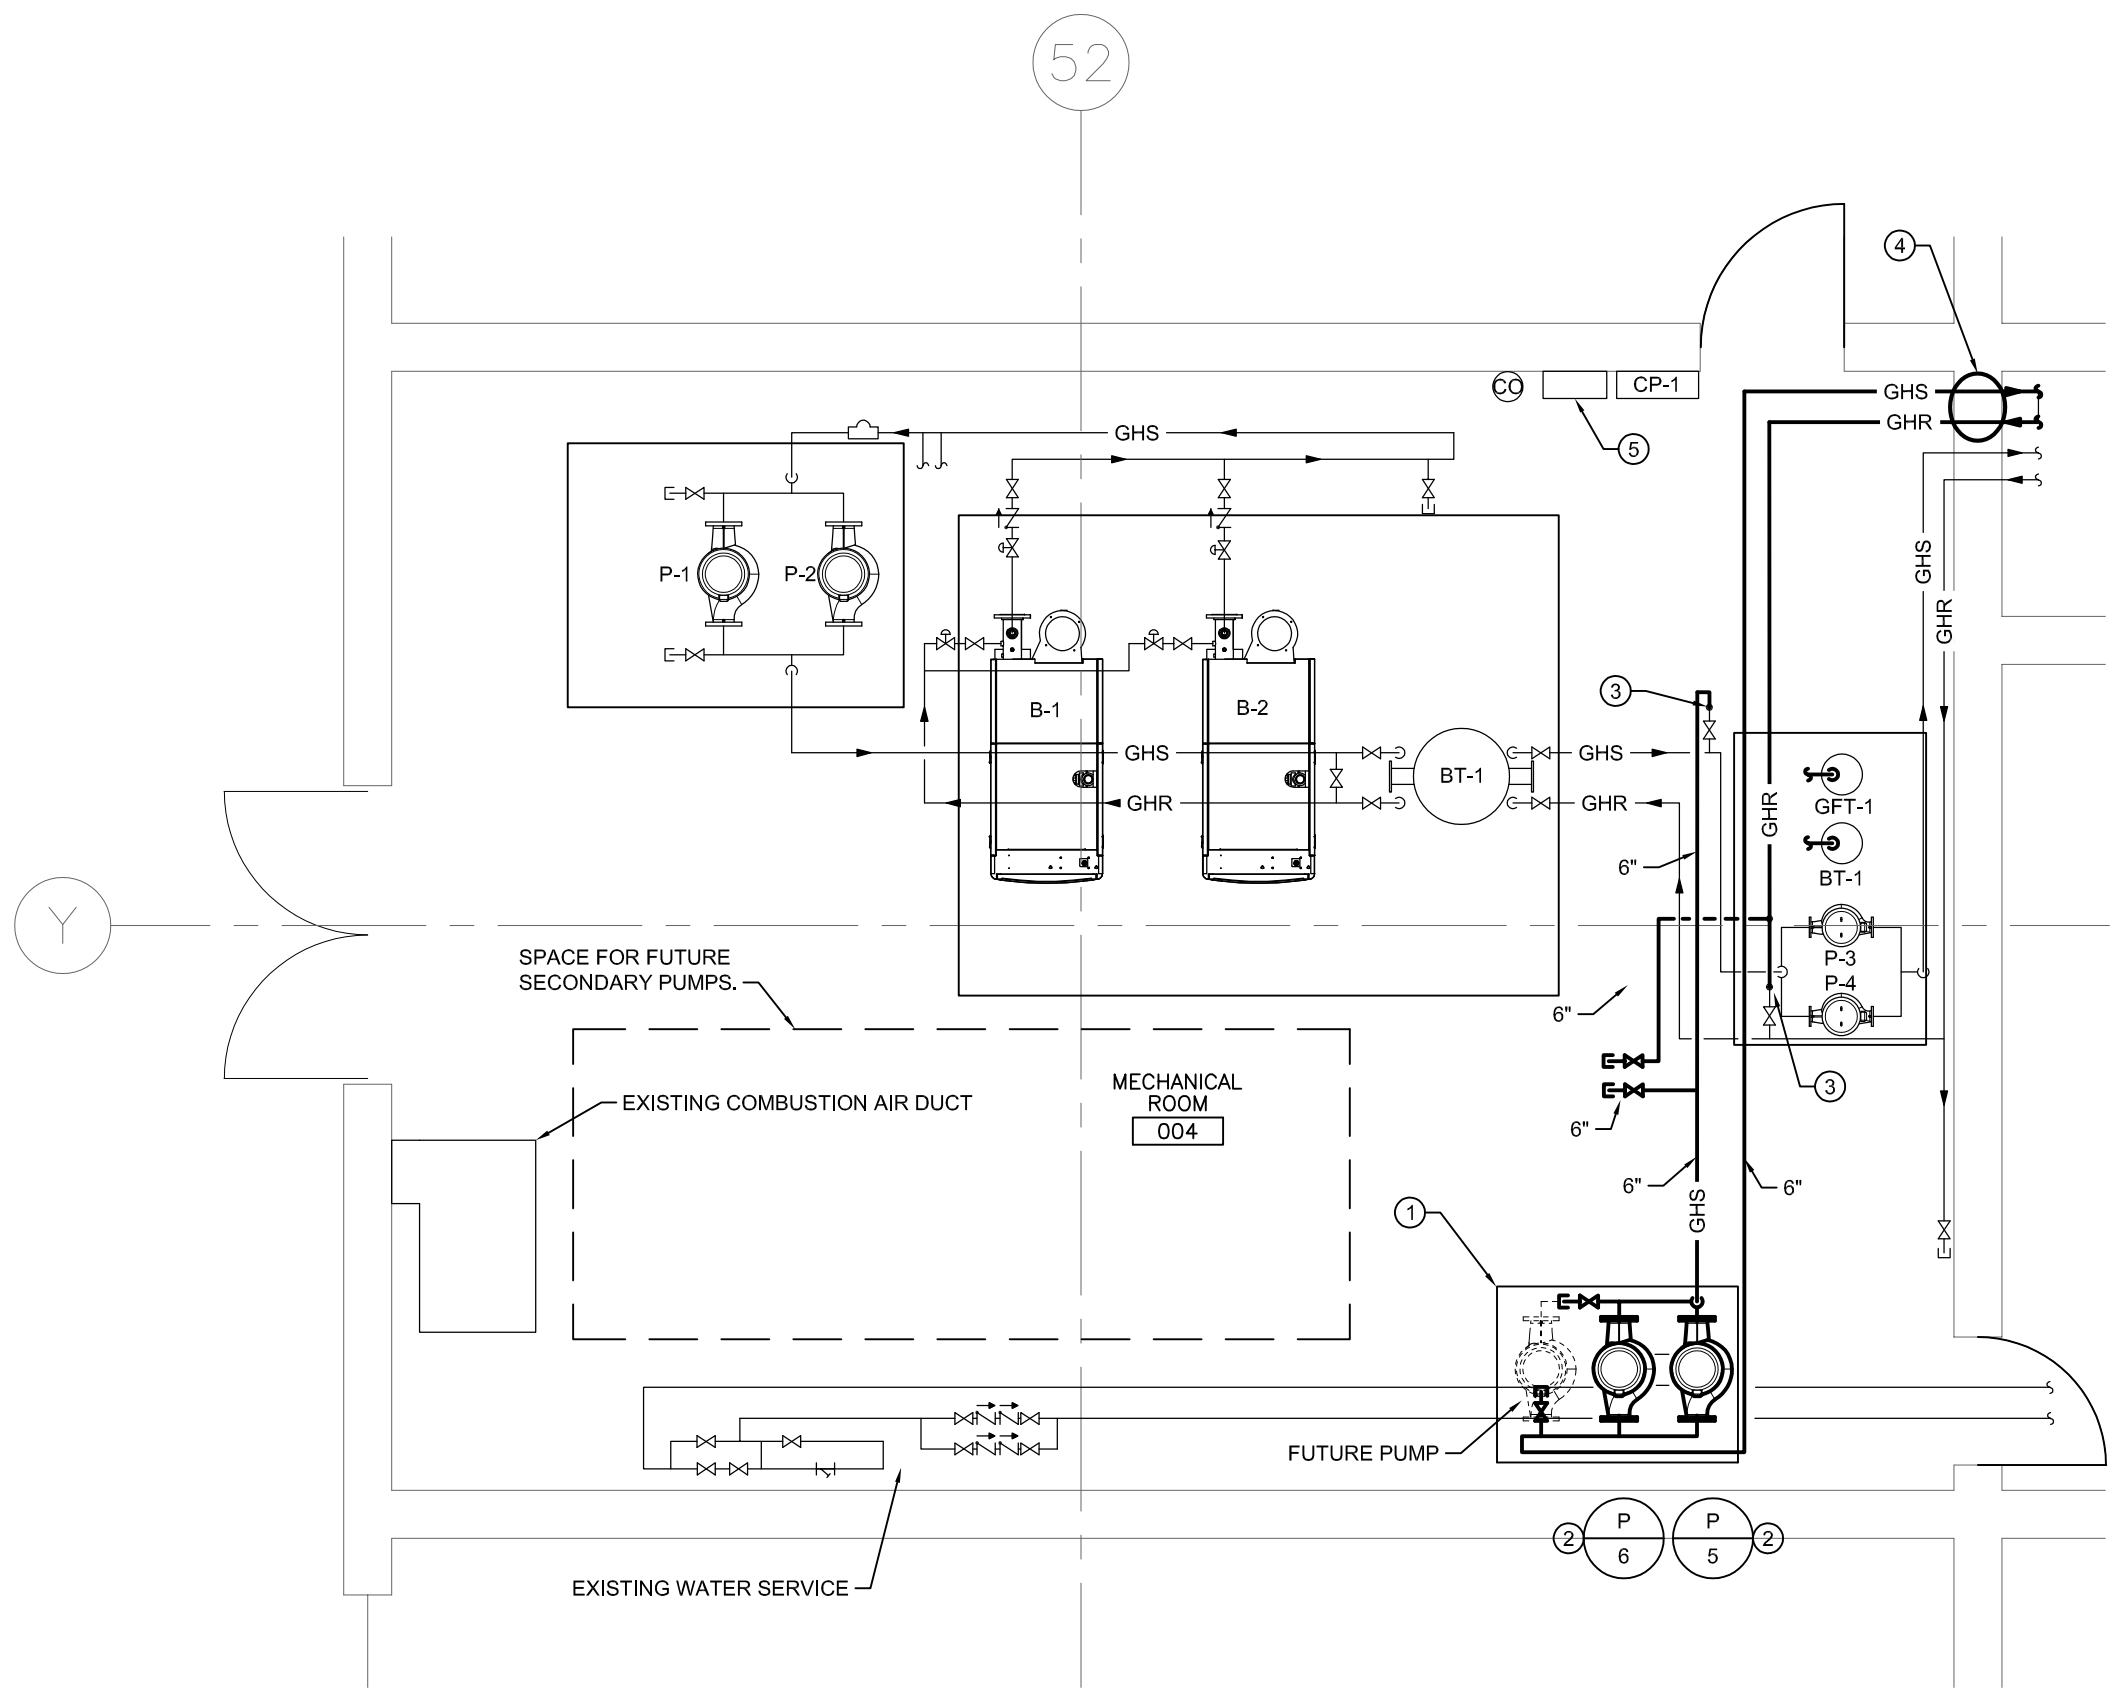 52
4
CO
CP-1
GHS
GHR
5
GHS
P-1
P-2
GHS
GHR
3
B-1
B-2
GHS
GHS
BT-1
GHR
GHR
GHR
GFT-1
BT-1
6"
Y
SPACE FOR FUTURE
SECONDARY PUMPS.
P-3
P-4
6"
MECHANICAL
ROOM
004
3
EXISTING COMBUSTION AIR DUCT
6"
6"
6"
GHS
1
FUTURE PUMP
2
P
6
P
5
2
EXISTING WATER SERVICE